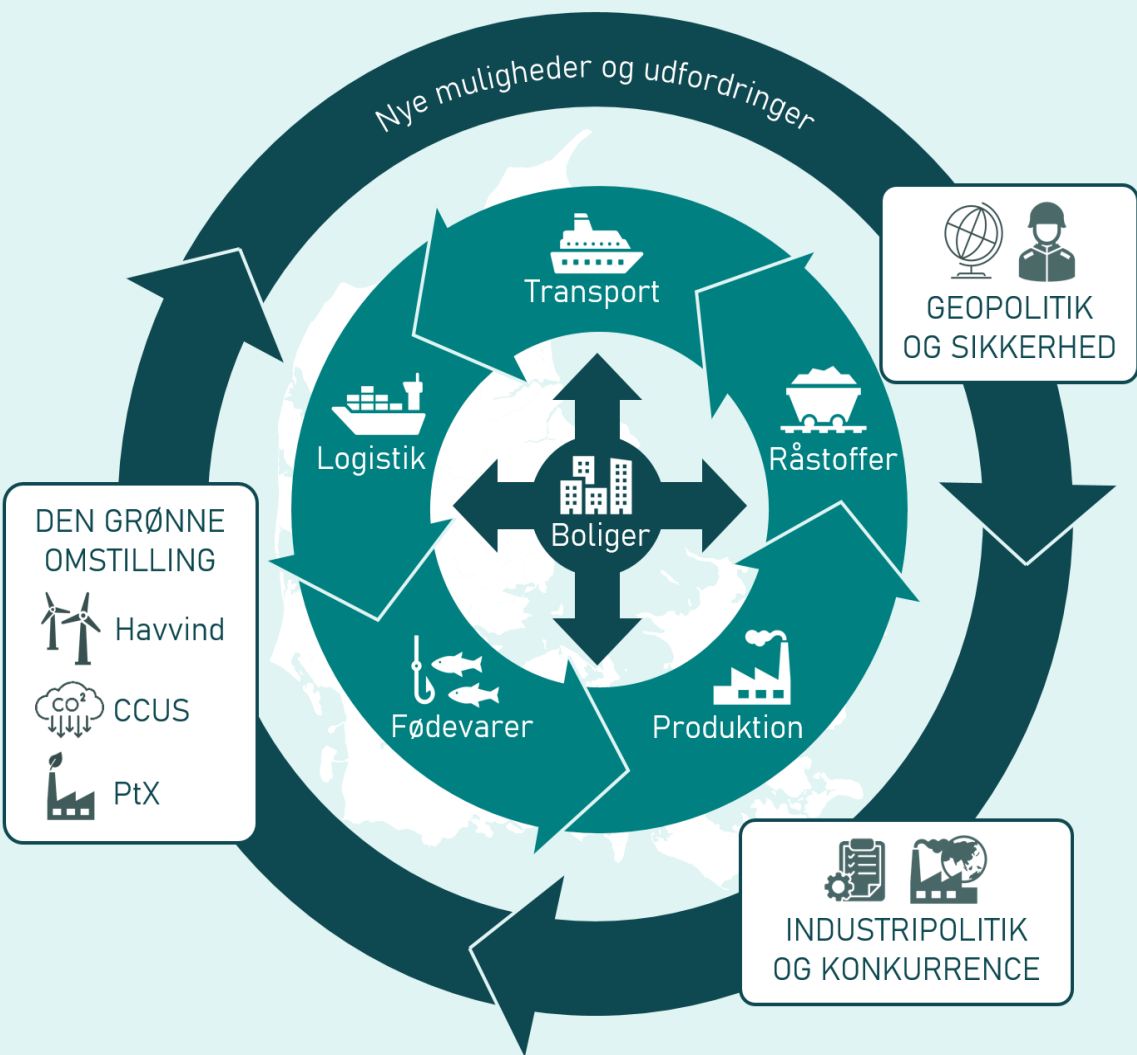 Nye muligheder og udfordringer
GEOPOLITIK
OG SIKKERHED
Transport
Logistik
Råstoffer
Boliger
Fødevarer
Produktion
DEN GRØNNE
OMSTILLING
Havvind
CO²
CCUS
PtX
INDUSTRIPOLITIK
OG KONKURRENCE